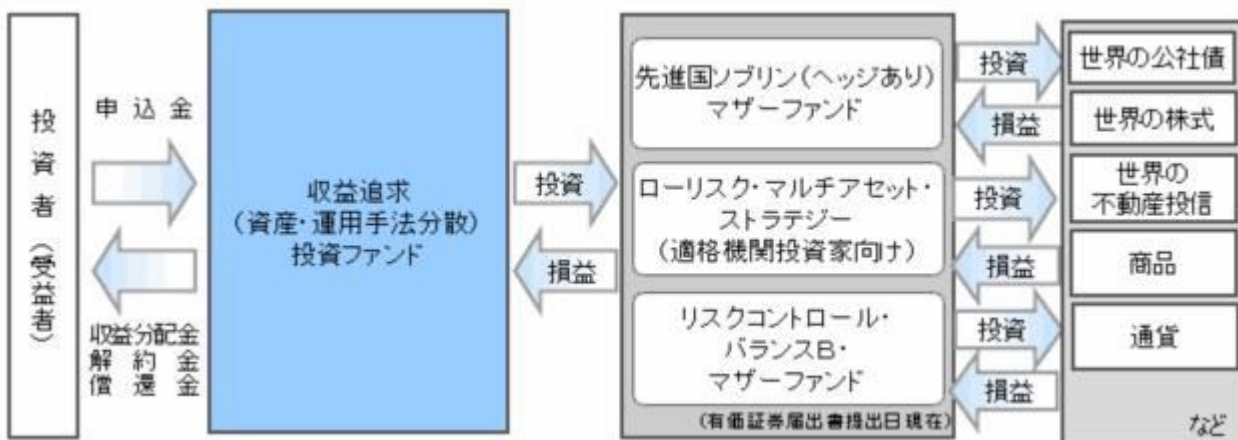 投資者(受益者)
申込金
収益分配金
解約金
償還金
収益追求
(資産・運用手法分散)
投資ファンド
投資
損益
先進国ソブリン(ヘッジあり)
マザーファンド
ローリスク・マルチアセット・
ストラテジー
(適格機関投資家向け)
リスクコントロール・
バランスB・
マザーファンド
(有価証券届出書提出日現在)
投資
損益
投資
損益
投資
損益
世界の公社債
世界の株式
世界の
不動産投信
商品
通貨
など